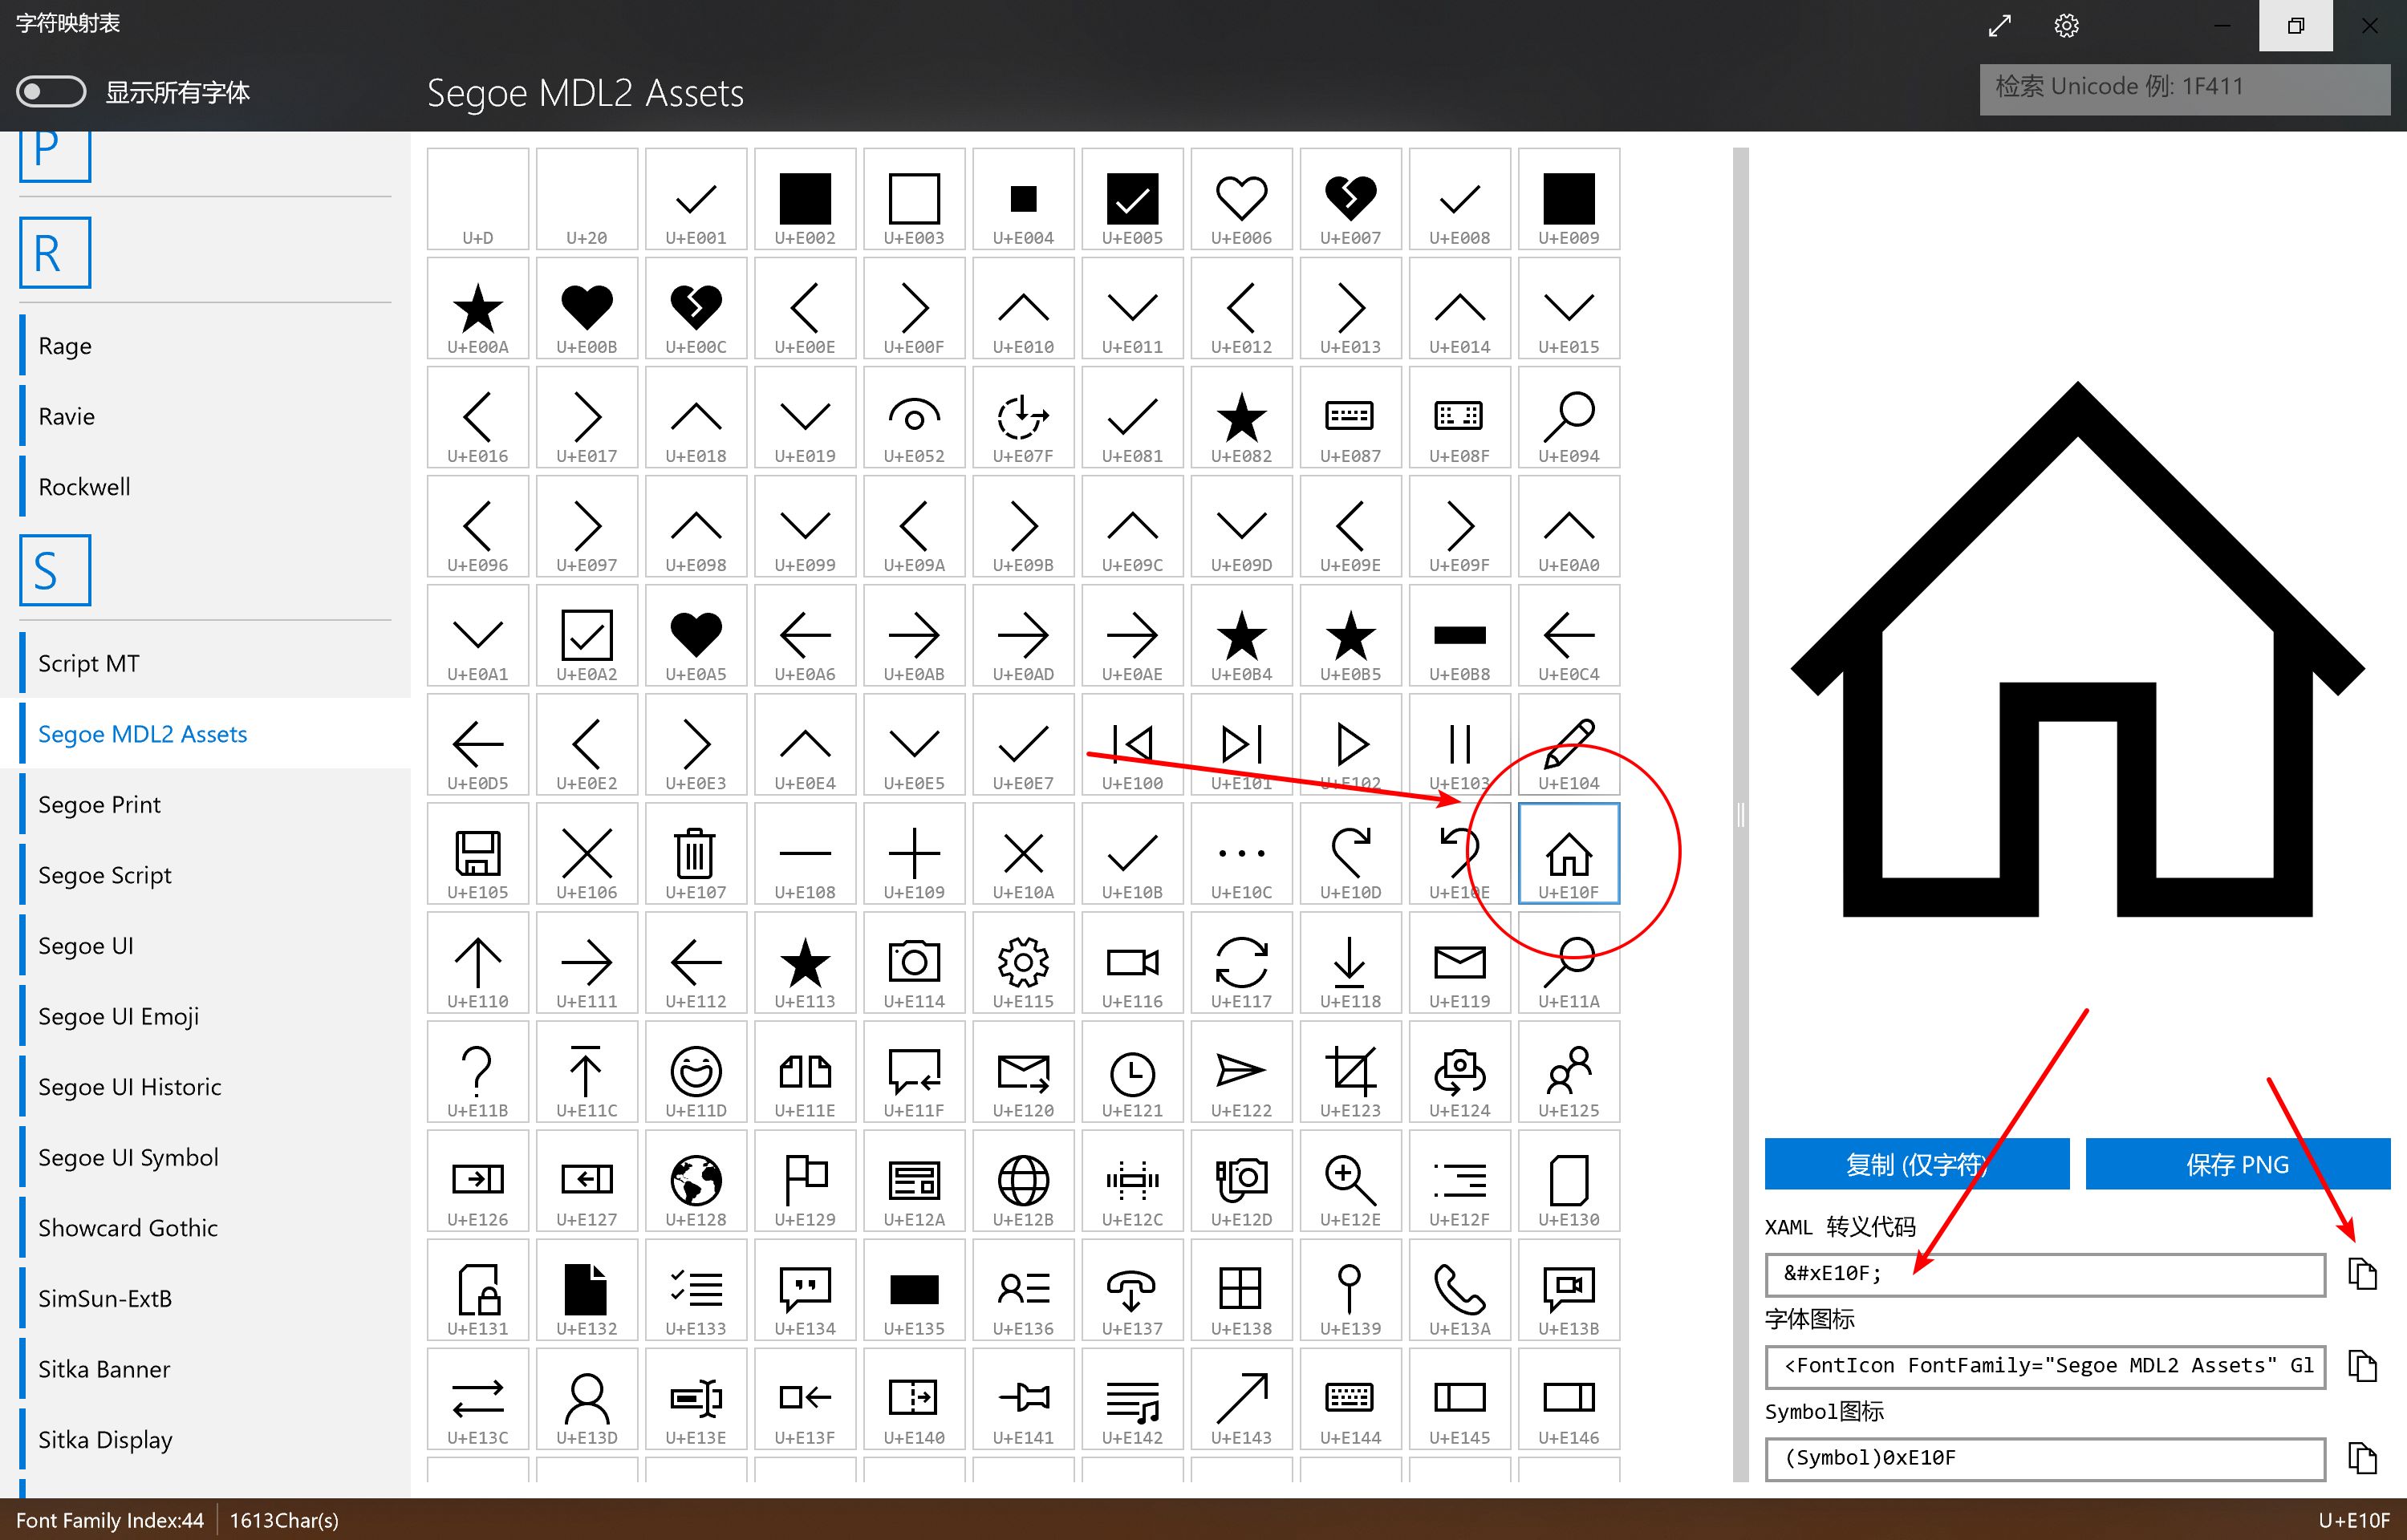 字符映射表
显示所有字体
Segoe MDL2 Assets
检索 Unicode 例: 1F411
P
R
Rage
Ravie
Rockwell
S
Script MT
Segoe MDL2 Assets
Segoe Print
Segoe Script
Segoe UI
Segoe UI Emoji
Segoe UI Historic
Segoe UI Symbol
Showcard Gothic
SimSun-ExtB
Sitka Banner
Sitka Display
U+D U+20 U+E001 U+E002 U+E003 U+E004 U+E005 U+E006 U+E007 U+E008 U+E009
U+E00A U+E00B U+E00C U+E00E U+E00F U+E010 U+E011 U+E012 U+E013 U+E014 U+E015
U+E016 U+E017 U+E018 U+E019 U+E052 U+E07F U+E081 U+E082 U+E087 U+E08F U+E094
U+E096 U+E097 U+E098 U+E099 U+E09A U+E09B U+E09C U+E09D U+E09E U+E09F U+E0A0
U+E0A1 U+E0A2 U+E0A5 U+E0A6 U+E0AB U+E0AD U+E0AE U+E0B4 U+E0B5 U+E0B8 U+E0C4
U+E0D5 U+E0E2 U+E0E3 U+E0E4 U+E0E5 U+E0E7 U+E100 U+E101 U+E102 U+E103 U+E104
U+E105 U+E106 U+E107 U+E108 U+E109 U+E10A U+E10B U+E10C U+E10D U+E10E U+E10F
U+E110 U+E111 U+E112 U+E113 U+E114 U+E115 U+E116 U+E117 U+E118 U+E119 U+E11A
U+E11B U+E11C U+E11D U+E11E U+E11F U+E120 U+E121 U+E122 U+E123 U+E124 U+E125
U+E126 U+E127 U+E128 U+E129 U+E12A U+E12B U+E12C U+E12D U+E12E U+E12F U+E130
U+E131 U+E132 U+E133 U+E134 U+E135 U+E136 U+E137 U+E138 U+E139 U+E13A U+E13B
U+E13C U+E13D U+E13E U+E13F U+E140 U+E141 U+E142 U+E143 U+E144 U+E145 U+E146
复制 (仅字符)
保存 PNG
XAML 转义代码
&#xE10F;
字体图标
<FontIcon FontFamily="Segoe MDL2 Assets" Gl
Symbol图标
(Symbol)0xE10F
Font Family Index:44
1613Char(s)
U+E10F